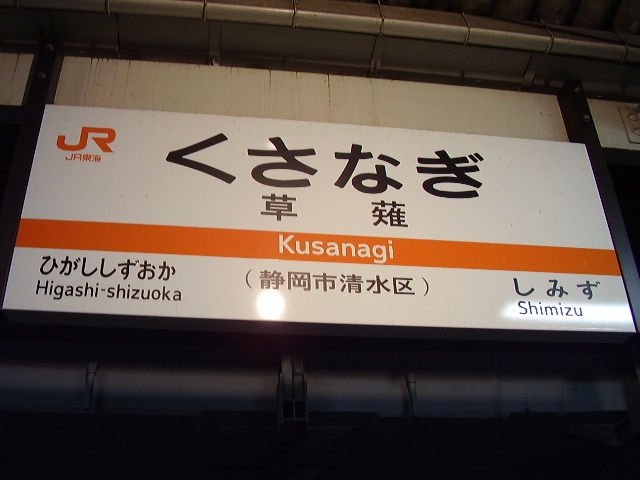 JR
JR東海
くさなぎ
草薙
Kusanagi
ひがししずおか
Higashi-shizuoka
（静岡市清水区）
しみず
Shimizu